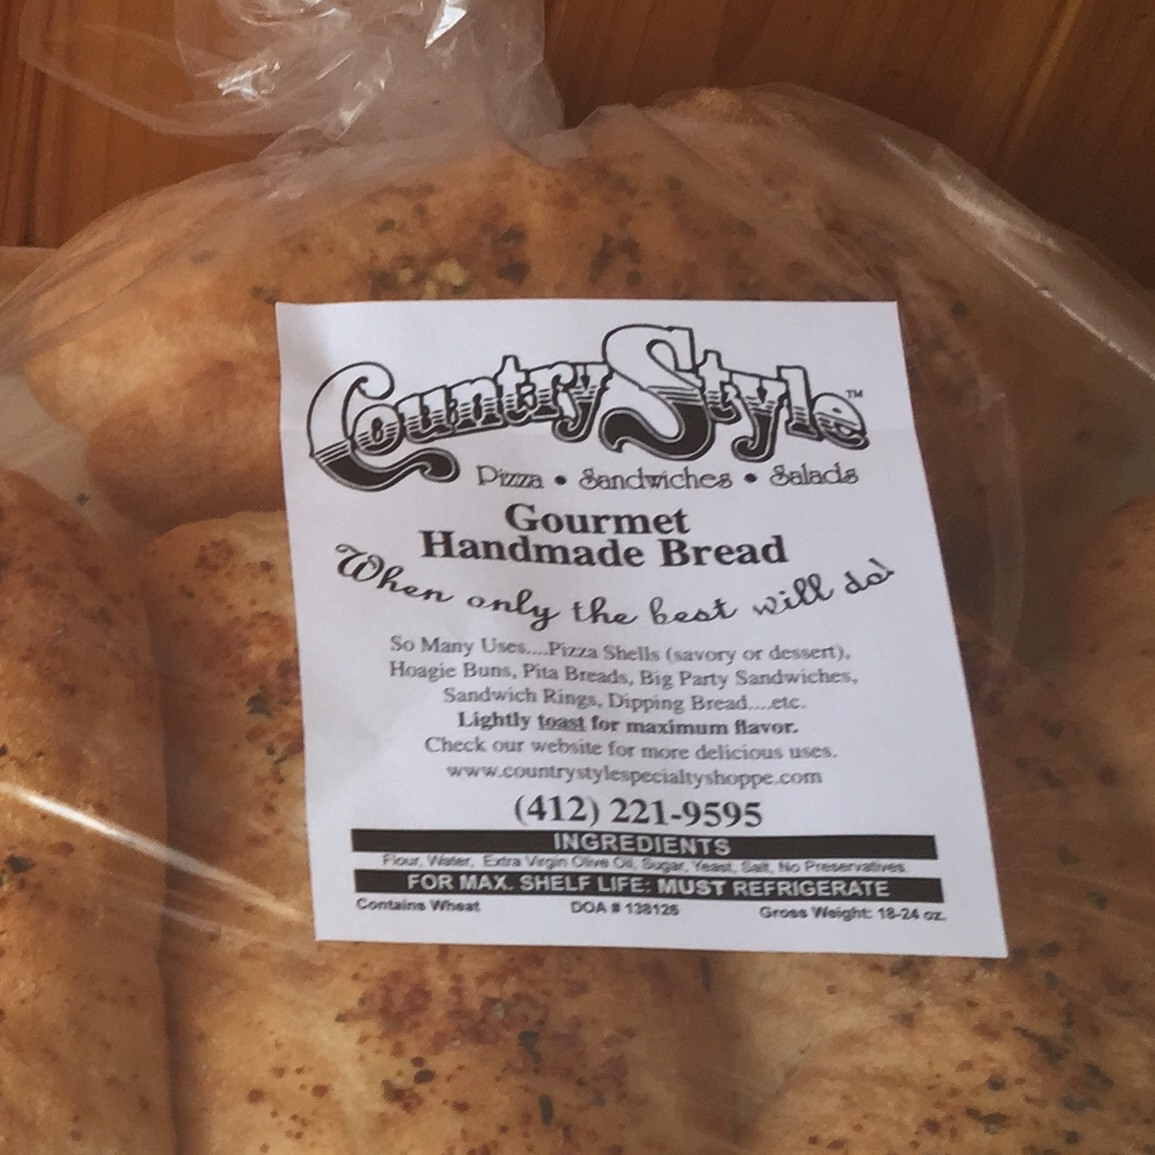 Country Style™
Pizza • Sandwiches • Salads
Gourmet
Handmade Bread
When only the best will do!
So Many Uses....Pizza Shells (savory or dessert),
Hoagie Buns, Pita Breads, Big Party Sandwiches,
Sandwich Rings, Dipping Bread....etc.
Lightly toast for maximum flavor.
Check our website for more delicious uses.
www.countrystylespecialtyshoppe.com
(412) 221-9595
INGREDIENTS
Flour, Water, Extra Virgin Olive Oil, Sugar, Yeast, Salt, No Preservatives.
FOR MAX. SHELF LIFE: MUST REFRIGERATE
Contains Wheat DOA # 138126 Gross Weight: 18-24 oz.